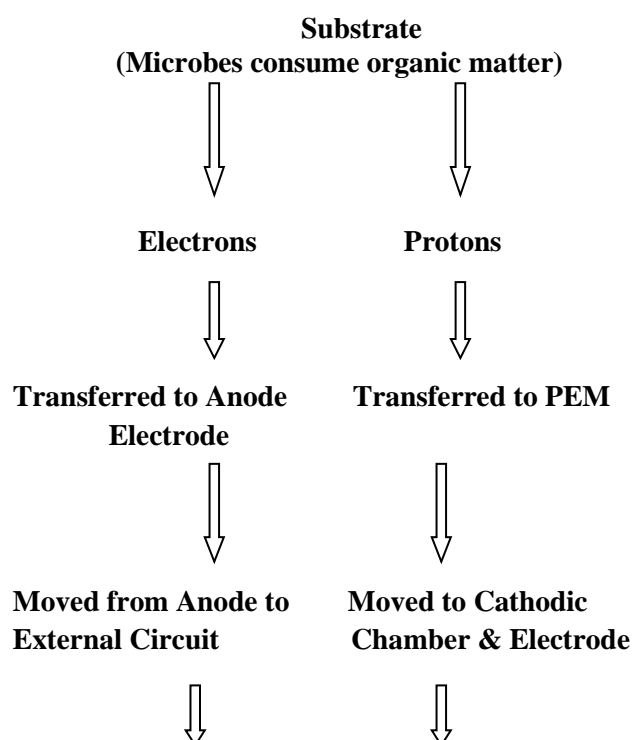 Substrate
(Microbes consume organic matter)
Electrons
Protons
Transferred to Anode
Electrode
Transferred to PEM
Moved from Anode to
External Circuit
Moved to Cathodic
Chamber & Electrode